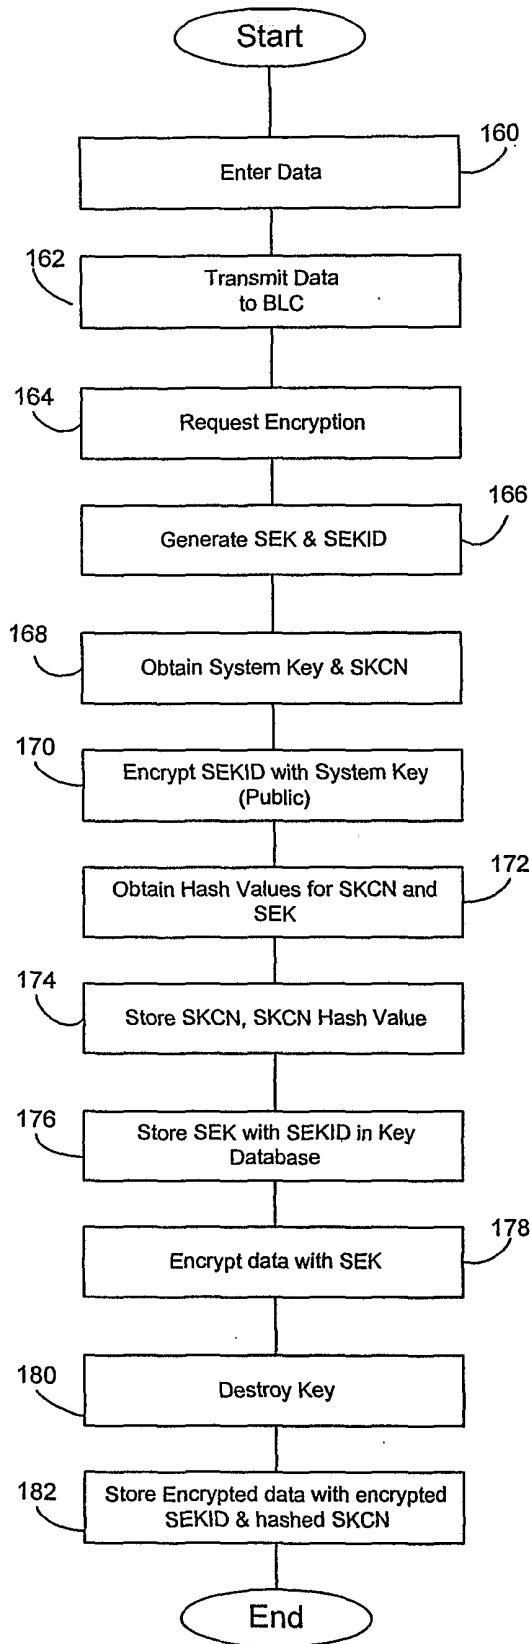 Start
160
Enter Data
162
Transmit Data
to BLC
164
Request Encryption
166
Generate SEK & SEKID
168
Obtain System Key & SKCN
170
Encrypt SEKID with System Key
(Public)
172
Obtain Hash Values for SKCN and
SEK
174
Store SKCN, SKCN Hash Value
176
Store SEK with SEKID in Key
Database
178
Encrypt data with SEK
180
Destroy Key
182
Store Encrypted data with encrypted
SEKID & hashed SKCN
End